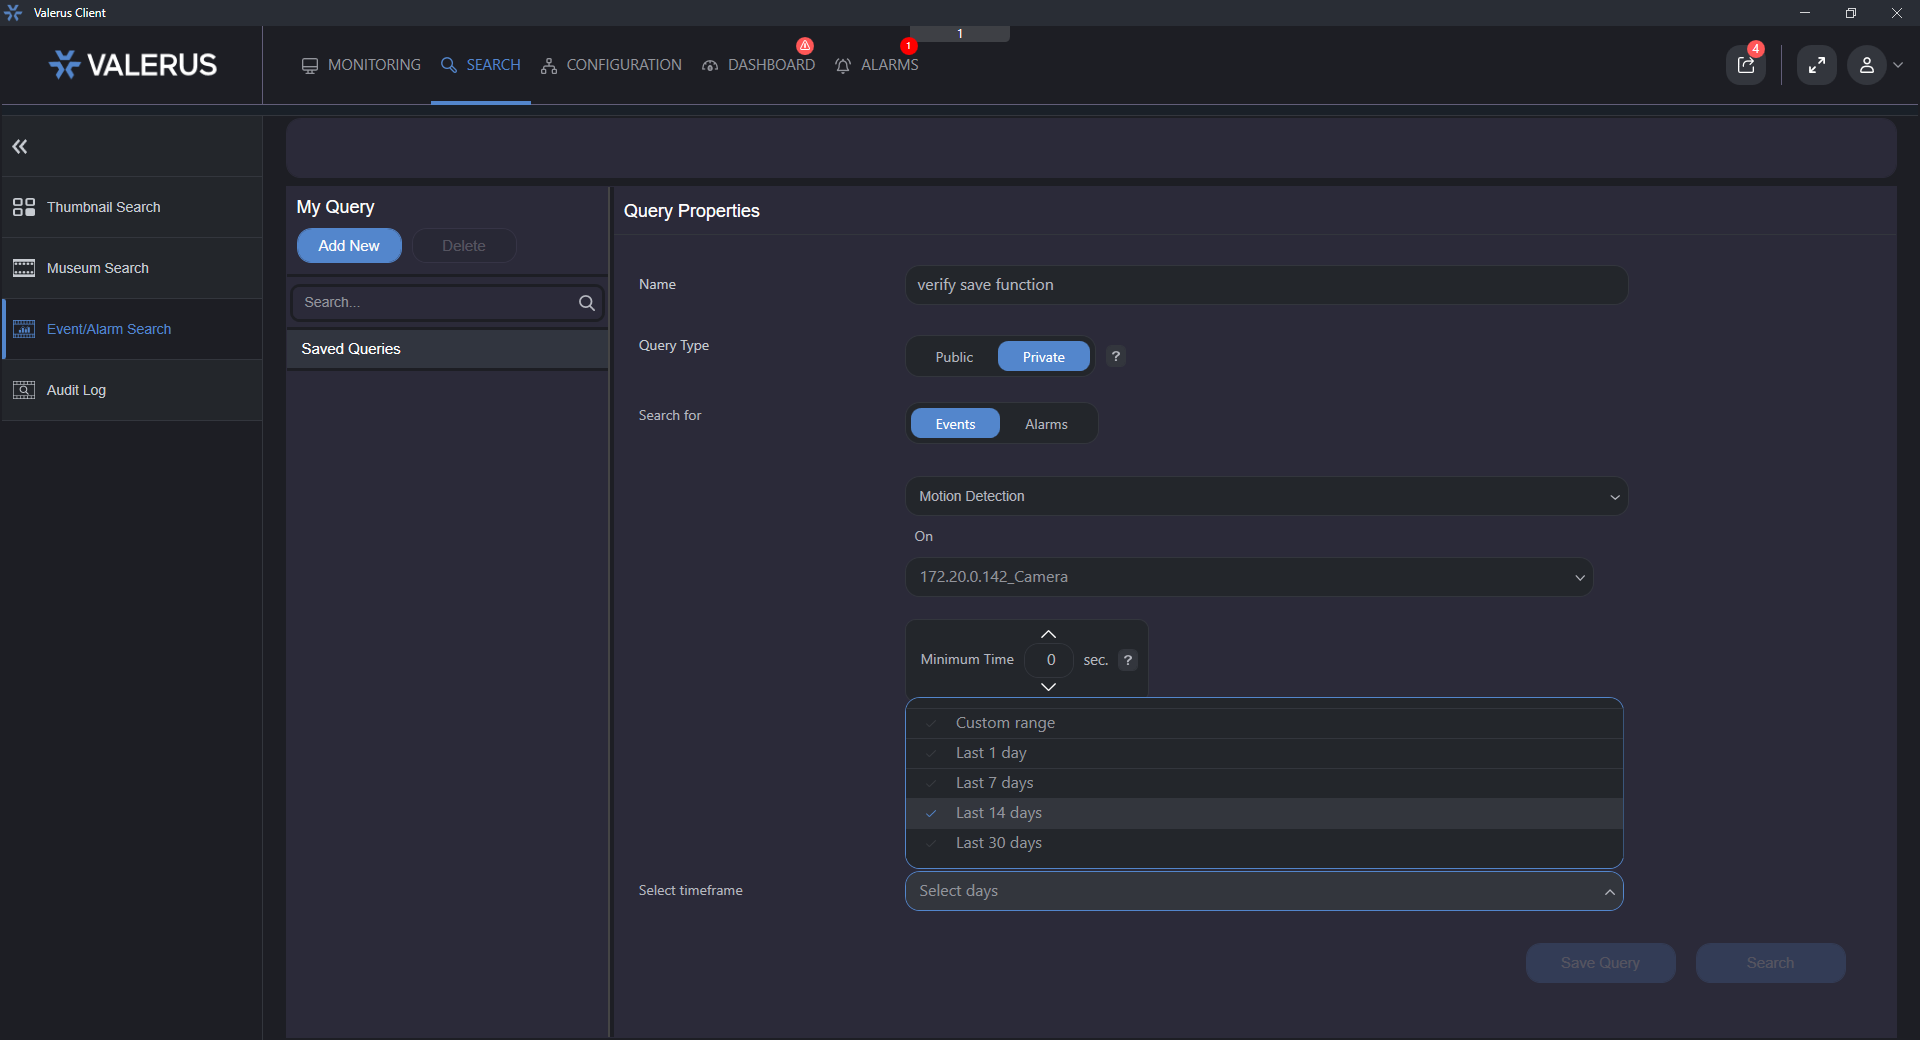 Valerus Client
1
VALERUS
MONITORING
SEARCH
CONFIGURATION
DASHBOARD
1
ALARMS
4
Thumbnail Search
Museum Search
Event/Alarm Search
Audit Log
My Query
Add New
Delete
Search...
Saved Queries
Query Properties
Name
verify save function
Query Type
Public
Private
?
Search for
Events
Alarms
Motion Detection
On
172.20.0.142_Camera
Minimum Time
0
sec.
?
Custom range
Last 1 day
Last 7 days
Last 14 days
Last 30 days
Select timeframe
Select days
Save Query
Search